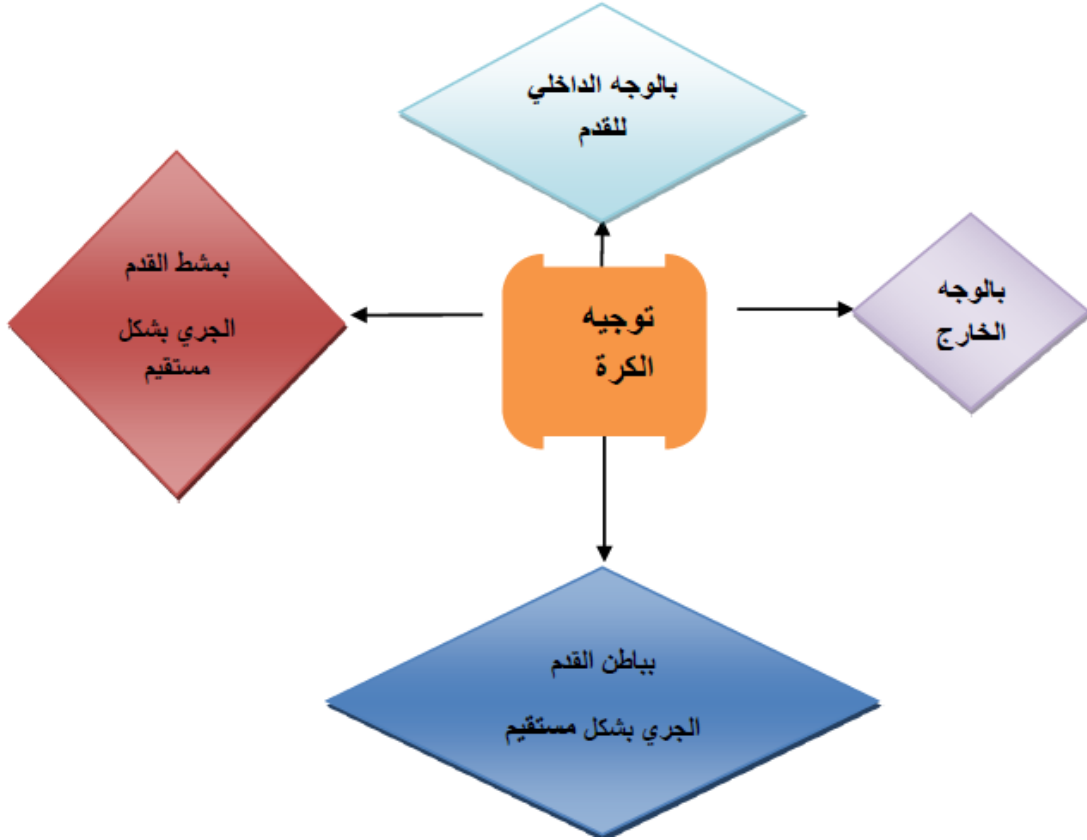 بالوجه الداخلي
للقدم
بالوجه
الخارج
توجيه
الكرة
بمشط القدم
الجري بشكل
مستقيم
بباطن القدم
الجري بشكل مستقيم